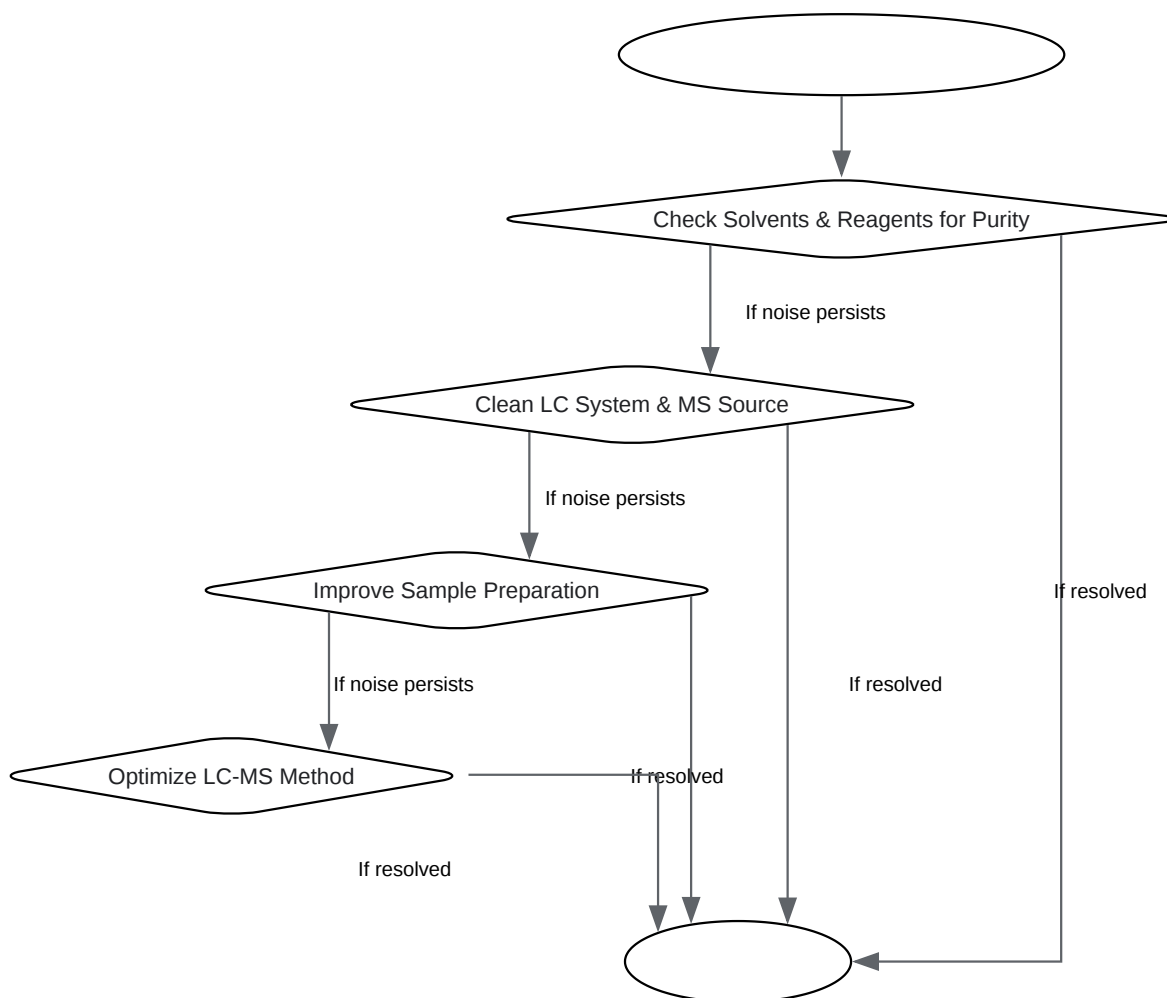 Check Solvents & Reagents for Purity
If noise persists
Clean LC System & MS Source
If noise persists
Improve Sample Preparation
If resolved
If noise persists
If resolved
Optimize LC-MS Method
If resolved
If resolved